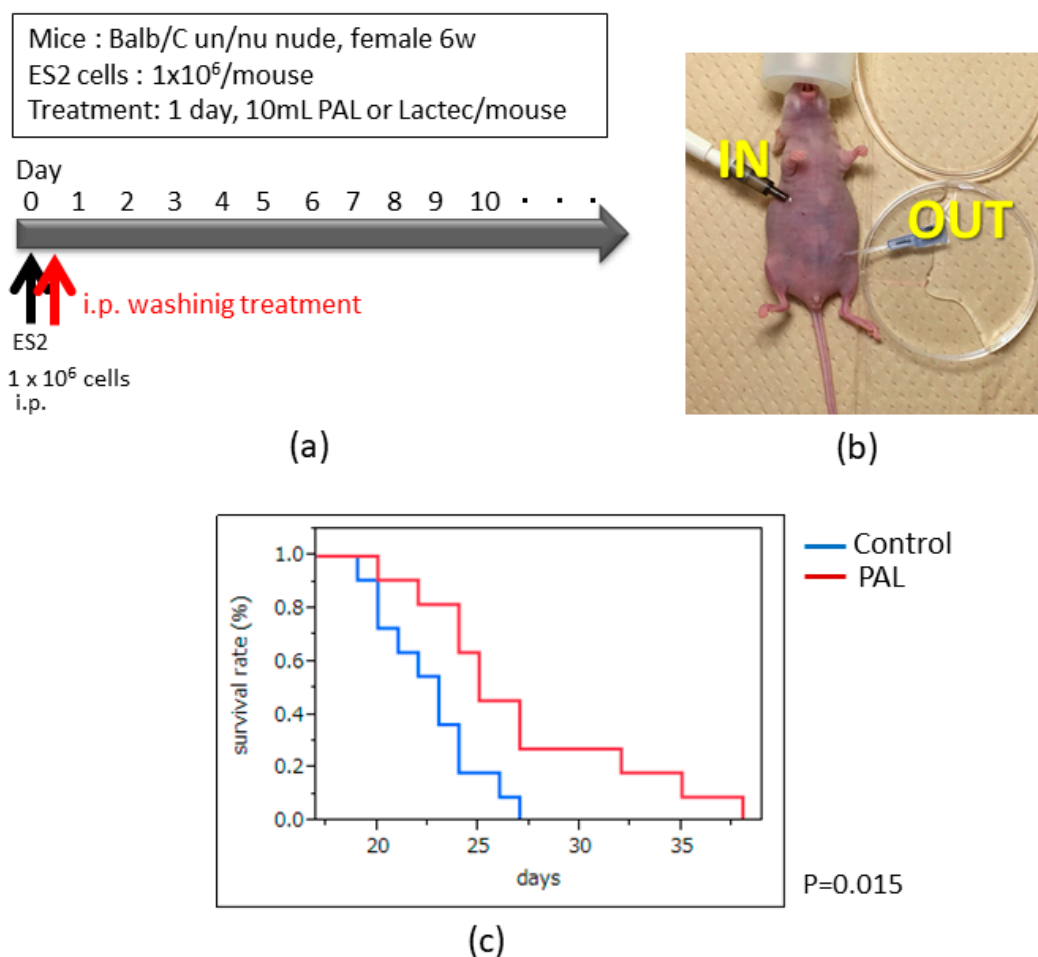 Mice : Balb/C un/nu nude, female 6w
ES2 cells : 1x10⁶/mouse
Treatment: 1 day, 10mL PAL or Lactec/mouse
Day
0 1 2 3 4 5 6 7 8 9 10 · · ·
i.p. washinig treatment
ES2
1 x 10⁶ cells
i.p.
(a)
IN
OUT
(b)
survival rate (%)
1.0
0.8
0.6
0.4
0.2
0.0
20 25 30 35
days
Control
PAL
P=0.015
(c)